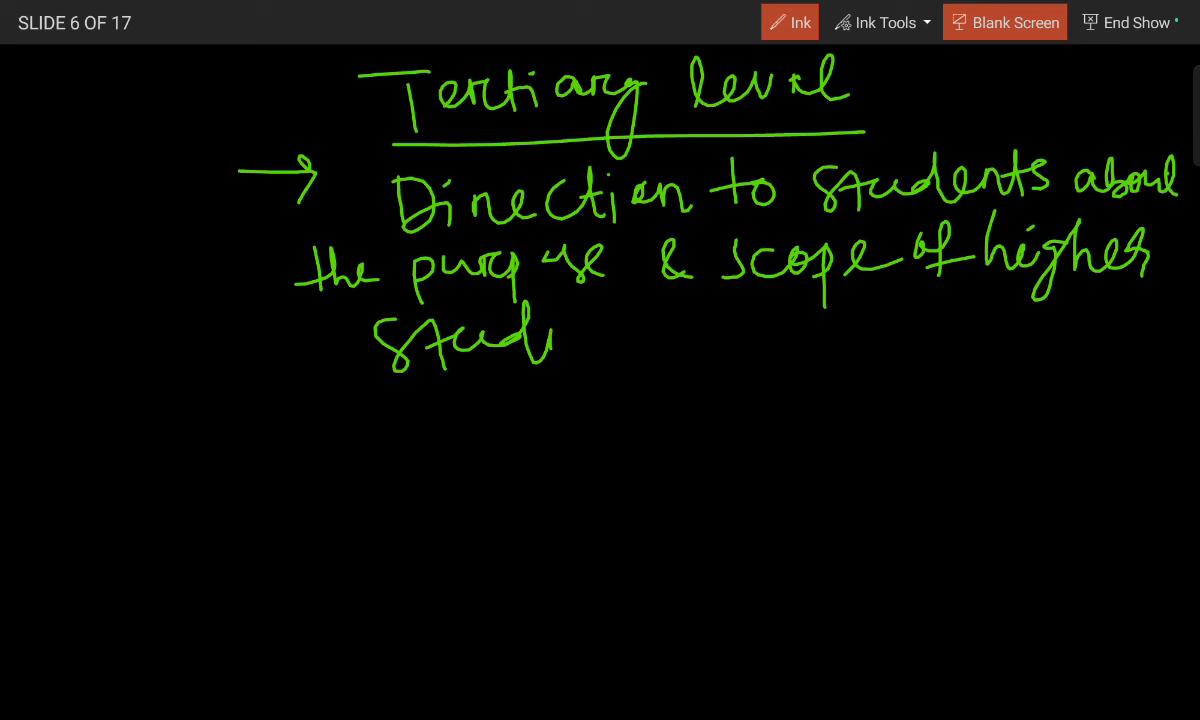 SLIDE 6 OF 17 Ink Ink Tools Blank Screen End Show
Tertiary level
→ Direction to students about
the purpose & scope of higher
stud